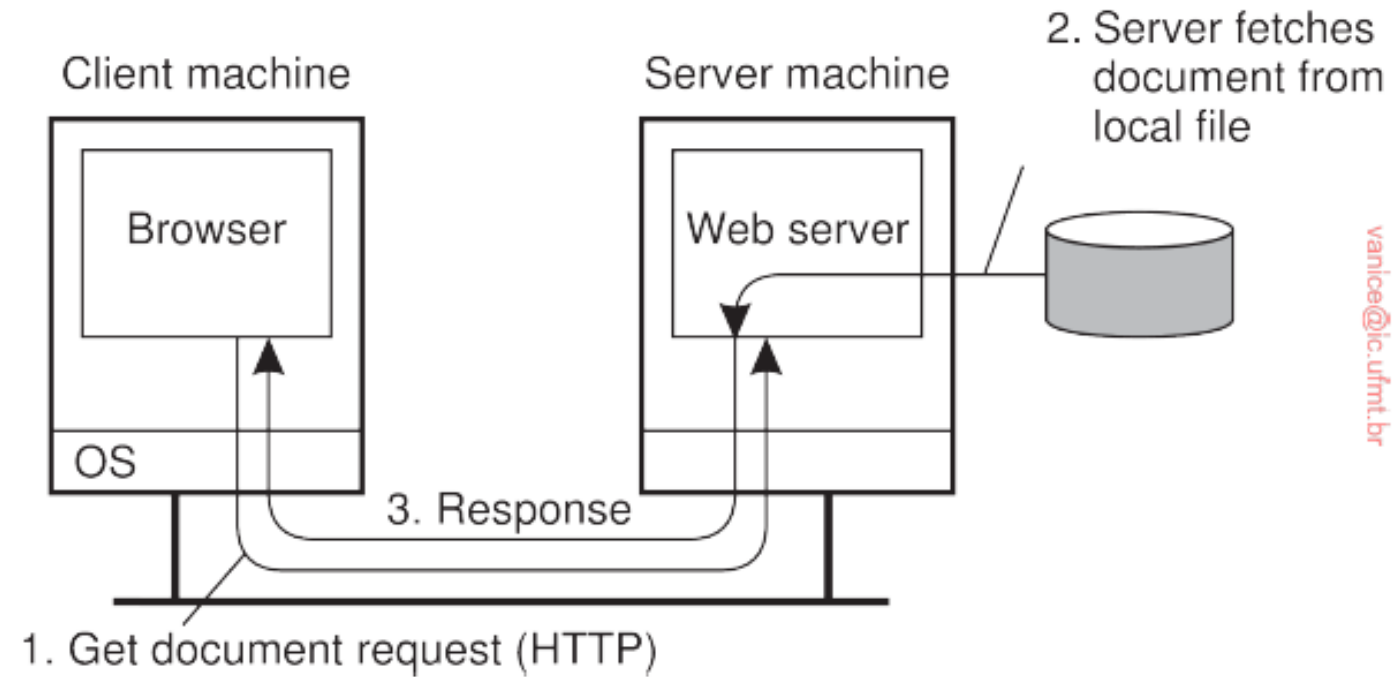 2. Server fetches
document from
local file
Client machine
Server machine
Browser
Web server
OS
3. Response
1. Get document request (HTTP)
vanice@ic.ufmt.br